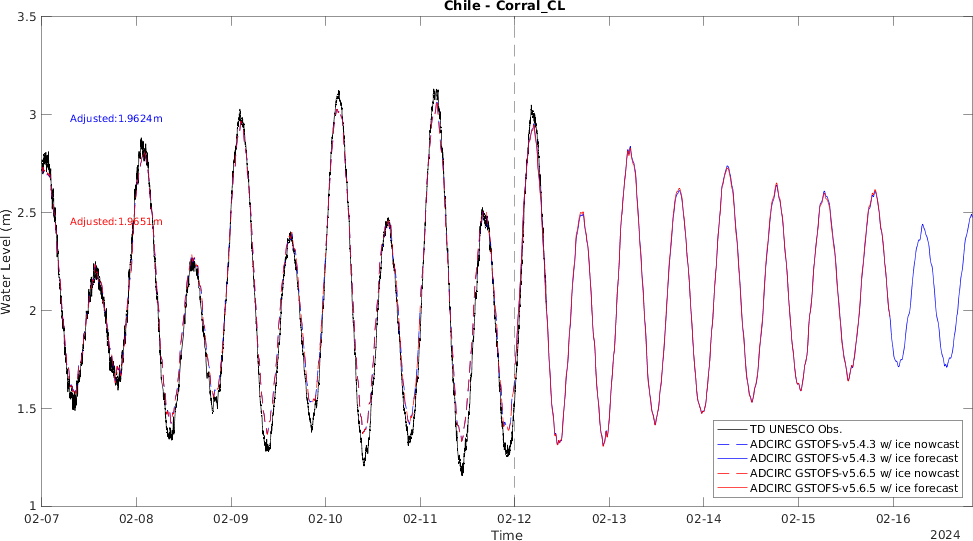 Chile - Corral_CL
3.5
3
2.5
2
1.5
1
Water Level (m)
Adjusted:1.9624m
Adjusted:1.9651m
TD UNESCO Obs.
ADCIRC GSTOFS-v5.4.3 w/ ice nowcast
ADCIRC GSTOFS-v5.4.3 w/ ice forecast
ADCIRC GSTOFS-v5.6.5 w/ ice nowcast
ADCIRC GSTOFS-v5.6.5 w/ ice forecast
02-07 02-08 02-09 02-10 02-11 02-12 02-13 02-14 02-15 02-16
Time
2024